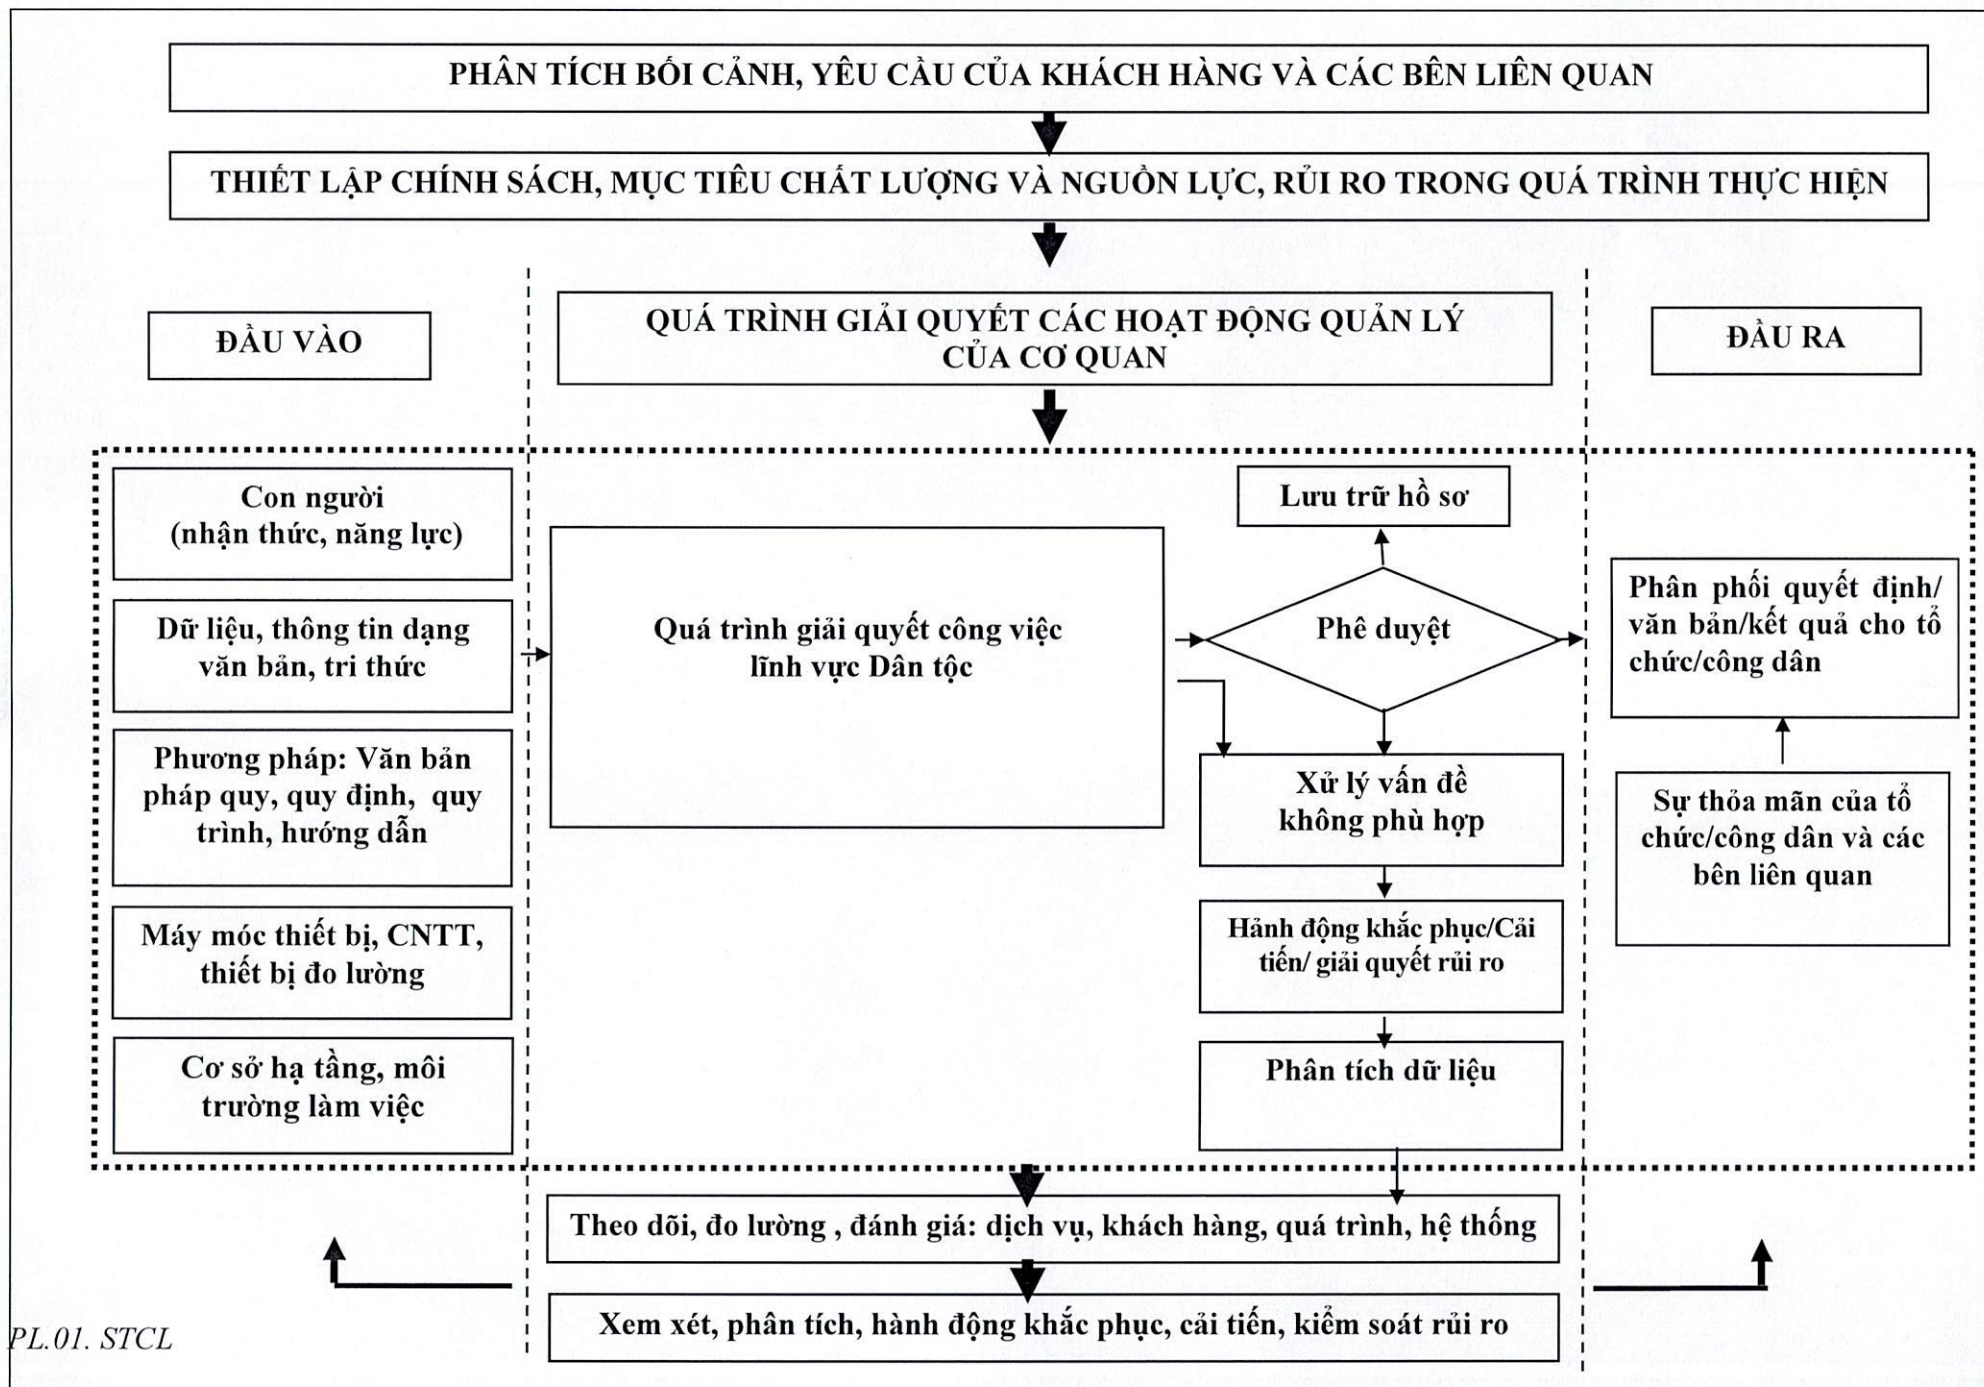 PHÂN TÍCH BỐI CẢNH, YÊU CẦU CỦA KHÁCH HÀNG VÀ CÁC BÊN LIÊN QUAN
THIẾT LẬP CHÍNH SÁCH, MỤC TIÊU CHẤT LƯỢNG VÀ NGUỒN LỰC, RỦI RO TRONG QUÁ TRÌNH THỰC HIỆN
ĐẦU VÀO
QUÁ TRÌNH GIẢI QUYẾT CÁC HOẠT ĐỘNG QUẢN LÝ
CỦA CƠ QUAN
ĐẦU RA
Con người
(nhận thức, năng lực)
Dữ liệu, thông tin dạng
văn bản, tri thức
Phương pháp: Văn bản
pháp quy, quy định, quy
trình, hướng dẫn
Máy móc thiết bị, CNTT,
thiết bị đo lường
Cơ sở hạ tầng, môi
trường làm việc
Quá trình giải quyết công việc
lĩnh vực Dân tộc
Lưu trữ hồ sơ
Phê duyệt
Xử lý vấn đề
không phù hợp
Hảnh động khắc phục/Cải
tiến/ giải quyết rủi ro
Phân tích dữ liệu
Phân phối quyết định/
văn bản/kết quả cho tổ
chức/công dân
Sự thỏa mãn của tổ
chức/công dân và các
bên liên quan
Theo dõi, đo lường , đánh giá: dịch vụ, khách hàng, quá trình, hệ thống
Xem xét, phân tích, hành động khắc phục, cải tiến, kiểm soát rủi ro
PL.01. STCL